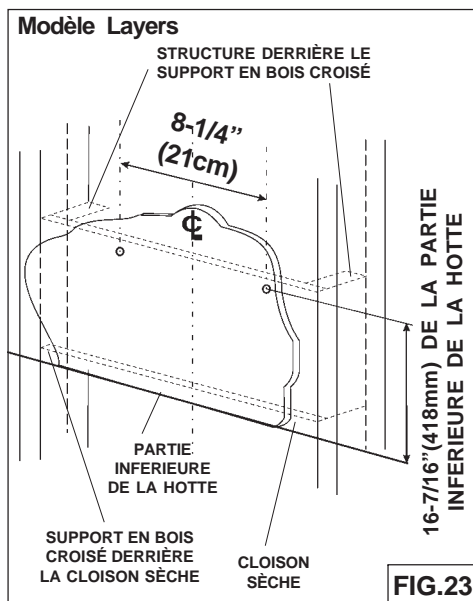 Modèle Layers
STRUCTURE DERRIÈRE LE
SUPPORT EN BOIS CROISÉ
8-1/4”
(21cm)
℄
16-7/16”(418mm) DE LA PARTIE
INFERIEURE DE LA HOTTE
PARTIE
INFERIEURE
DE LA HOTTE
SUPPORT EN BOIS
CROISÉ DERRIÈRE
LA CLOISON SÈCHE
CLOISON
SÈCHE
FIG.23